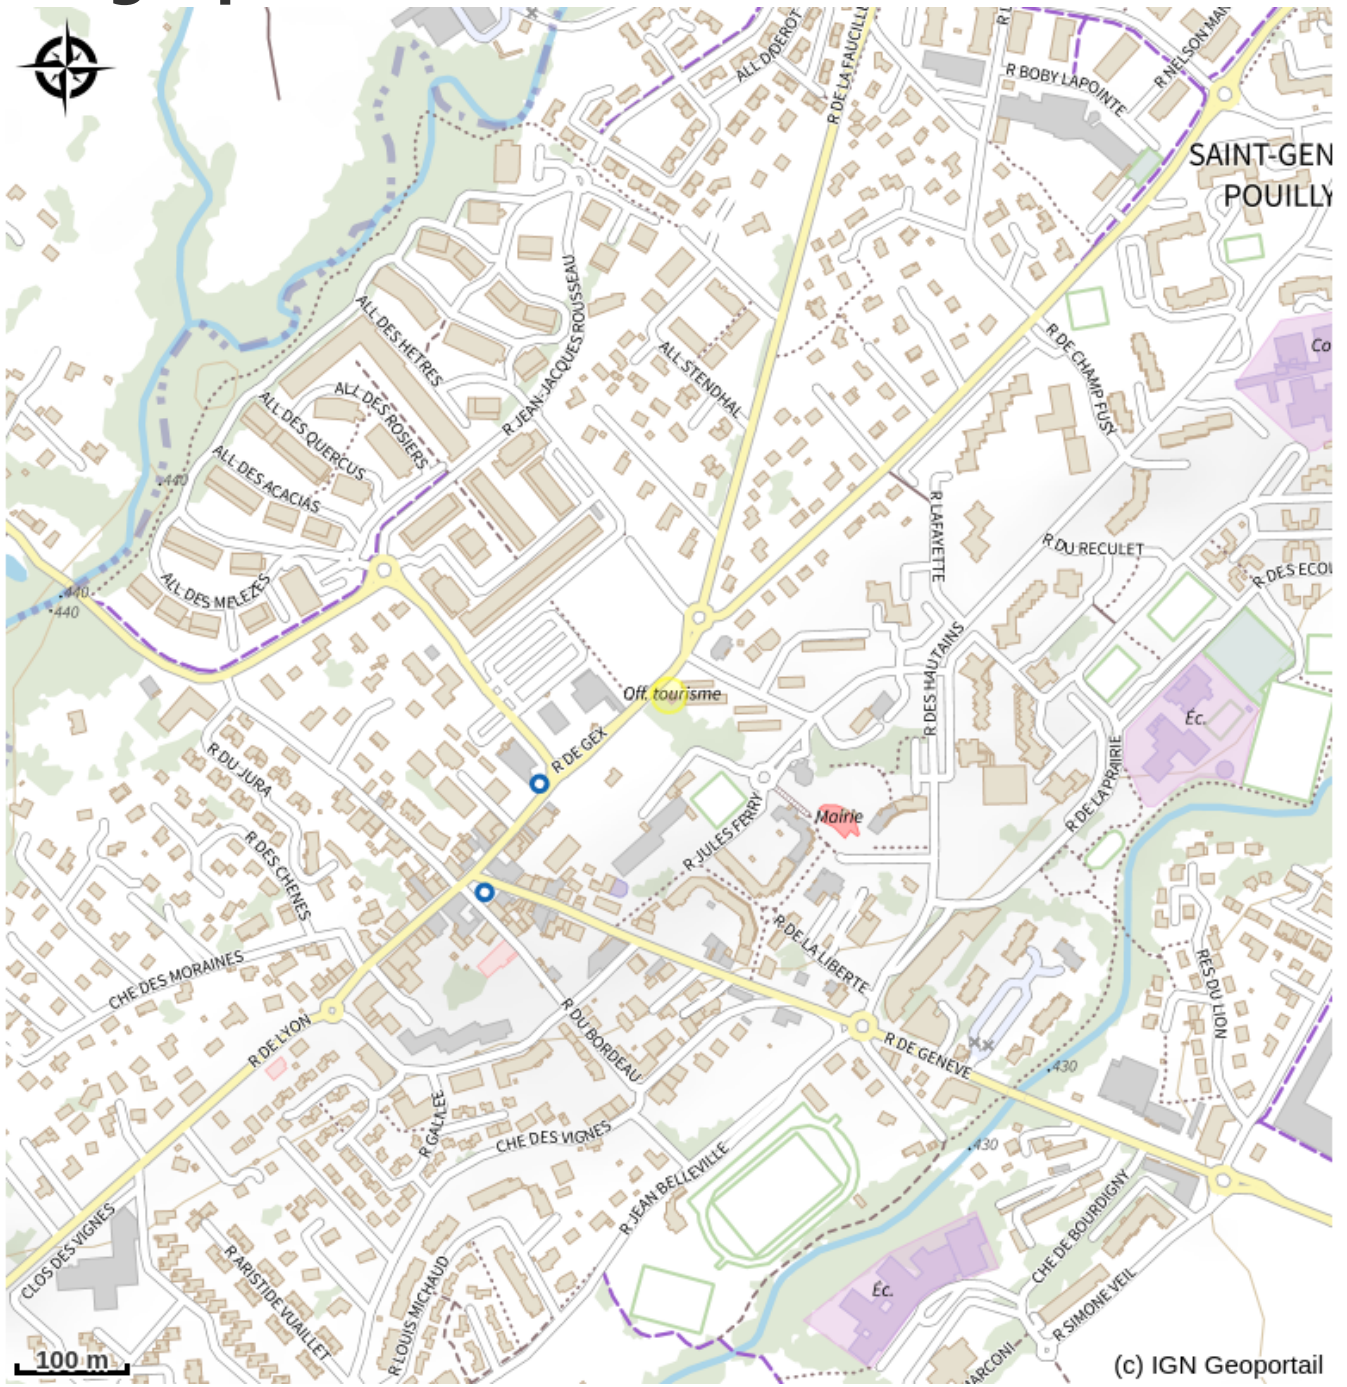 ALL DIDEROT
R DE LA FAUCILL
R BOBY LAPOINTE
R NELSON MAN
SAINT-GEN
POUILLY
R JEAN-JACQUES ROUSSEAU
ALL DES HETRES
ALL STENDHAL
R DE CHAMP FUSY
Co
ALL DES ROSIERS
ALL DES QUERCUS
ALL DES ACACIAS
440
R LAFAYETTE
R DU RECULET
R DES ECOL
ALL DES MELEZES
440
440
R DES HAUTAINS
Off. tourisme
Éc.
R DE GEX
R DU JURA
R DE LA PRAIRIE
R JULES FERRY
Mairie
R DES CHENES
R DE LA LIBERTE
CHE DES MORAINES
RES DU LION
R DE LYON
R DU BORDEAU
R DE GENEVE
430
R GALILEE
CHE DES VIGNES
430
R JEAN BELLEVILLE
CLOS DES VIGNES
R ARISTIDE VUAILLET
R LOUIS MICHAUD
CHE DE BOURDIGNY
Éc.
R SIMONE VEIL
ARCONI
100 m
(c) IGN Geoportail